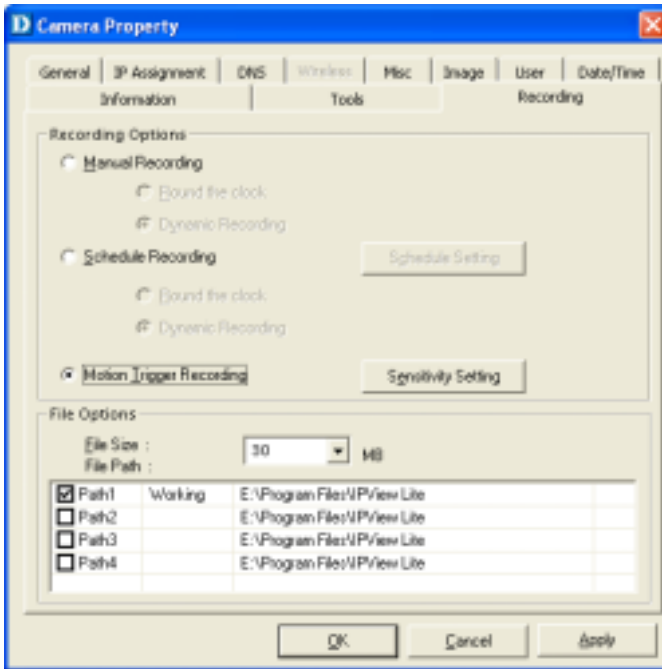 D Camera Property
General IP Assignment DNS Wireless Misc Image User Date/Time
Information Tools Recording
Recording Options
Manual Recording
Round the clock
Dynamic Recording
Schedule Recording Schedule Setting
Round the clock
Dynamic Recording
Motion Trigger Recording Sensitivity Setting
File Options
File Size : 30 MB
File Path :
Path1 Working E:\Program Files\IPView Lite
Path2 E:\Program Files\IPView Lite
Path3 E:\Program Files\IPView Lite
Path4 E:\Program Files\IPView Lite
OK Cancel Apply